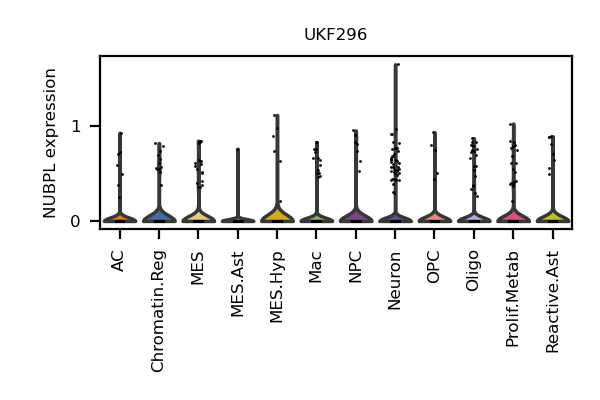 UKF296
NUBPL expression
1
0
AC
Chromatin.Reg
MES
MES.Ast
MES.Hyp
Mac
NPC
Neuron
OPC
Oligo
Prolif.Metab
Reactive.Ast